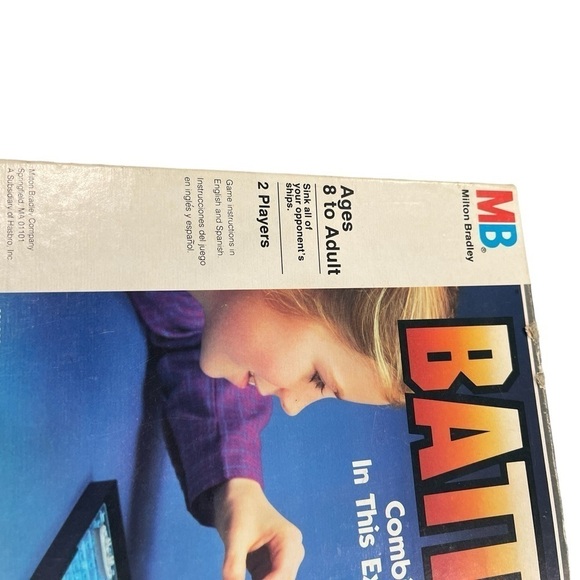 MB®
Milton Bradley
Ages
8 to Adult
Sink all of
your opponent's
ships.
2 Players
Game instructions in
English and Spanish
Instrucciones del juego
en inglés y español.
Milton Bradley Company
Springfield, MA 01101
A Subsidiary of Hasbro, Inc.
BATT
Comb
In This Ex